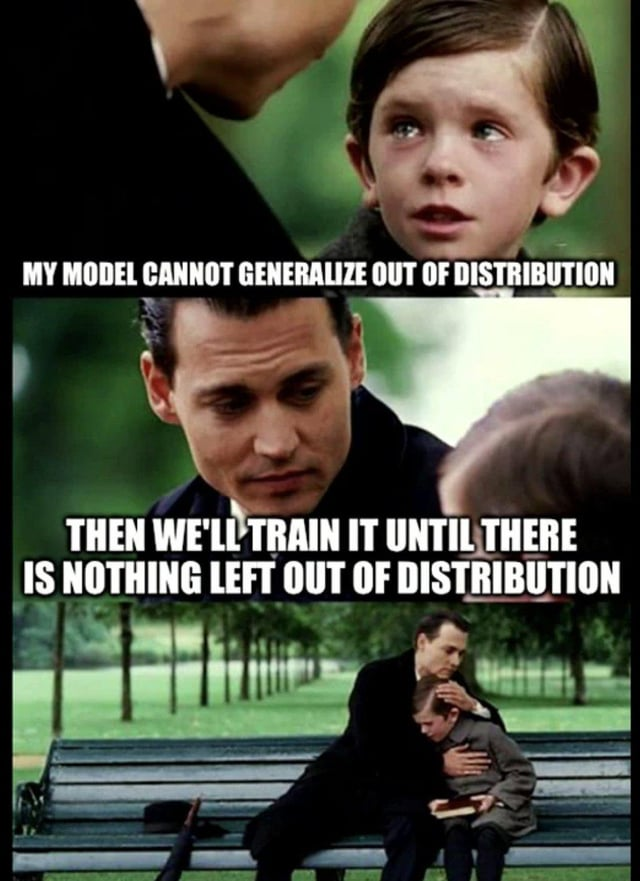 MY MODEL CANNOT GENERALIZE OUT OF DISTRIBUTION
THEN WE'LL TRAIN IT UNTIL THERE
IS NOTHING LEFT OUT OF DISTRIBUTION